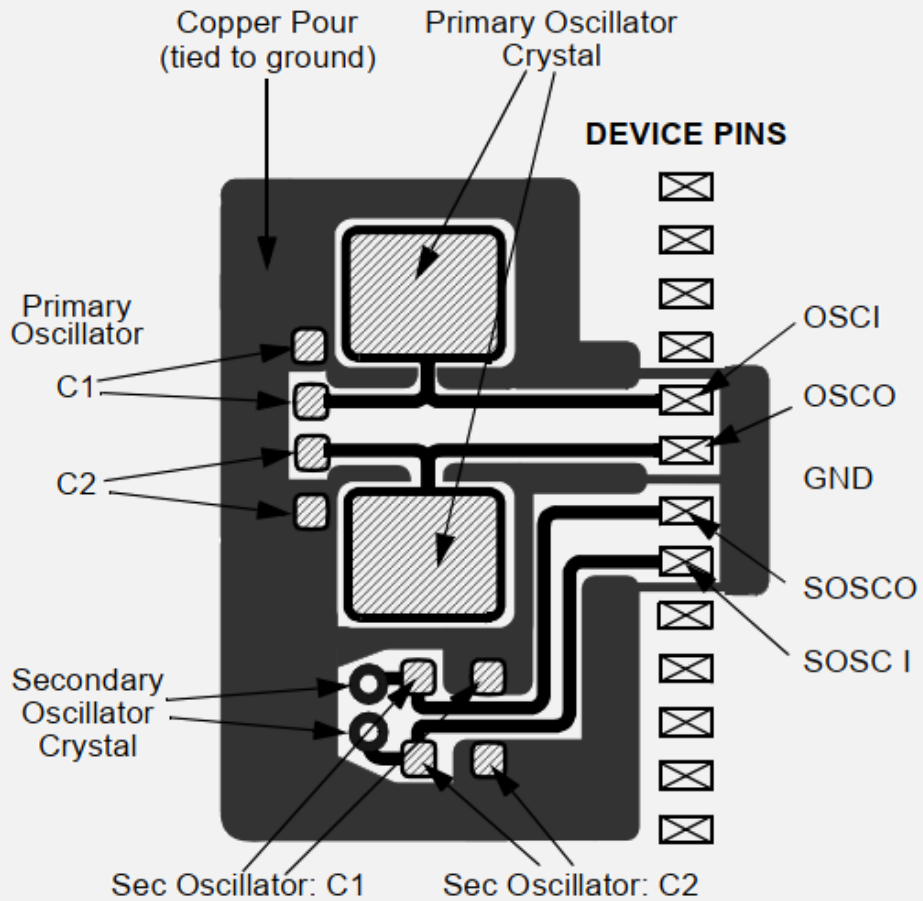 Copper Pour
(tied to ground)
Primary Oscillator
Crystal
DEVICE PINS
Primary
Oscillator
C1
C2
OSCI
OSCO
GND
SOSCO
SOSC I
Secondary
Oscillator
Crystal
Sec Oscillator: C1
Sec Oscillator: C2